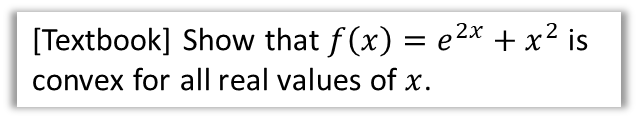 [Textbook] Show that f(x) = e^{2x} + x^2 is
convex for all real values of x.